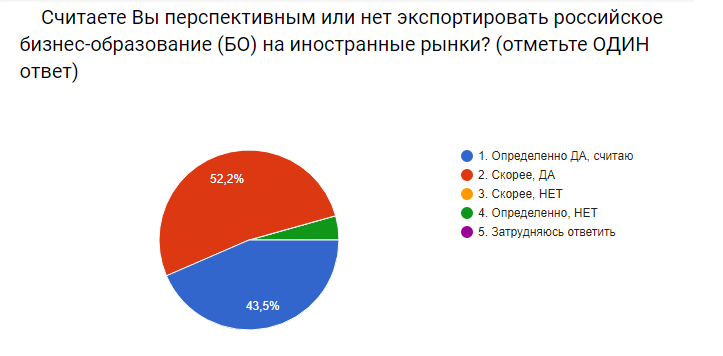 Считаете Вы перспективным или нет экспортировать российское
бизнес-образование (БО) на иностранные рынки? (отметьте ОДИН
ответ)
52,2%
43,5%
1. Определенно ДА, считаю
2. Скорее, ДА
3. Скорее, НЕТ
4. Определенно, НЕТ
5. Затрудняюсь ответить